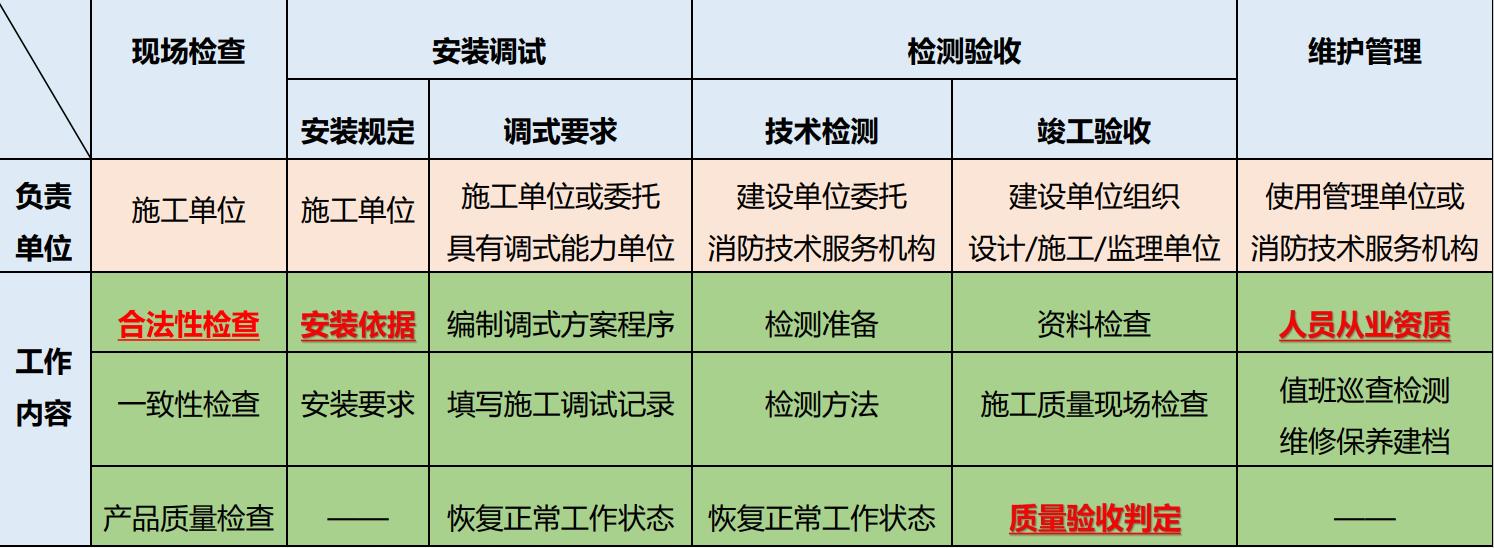 现场检查 安装调试 检测验收 维护管理
安装规定 调式要求 技术检测 竣工验收
负责
单位
施工单位
施工单位
施工单位或委托
具有调式能力单位
建设单位委托
消防技术服务机构
建设单位组织
设计/施工/监理单位
使用管理单位或
消防技术服务机构
工作
内容
合法性检查 安装依据 编制调式方案程序 检测准备 资料检查 人员从业资质
一致性检查 安装要求 填写施工调试记录 检测方法 施工质量现场检查
值班巡查检测
维修保养建档
产品质量检查 —— 恢复正常工作状态 恢复正常工作状态 质量验收判定 ——